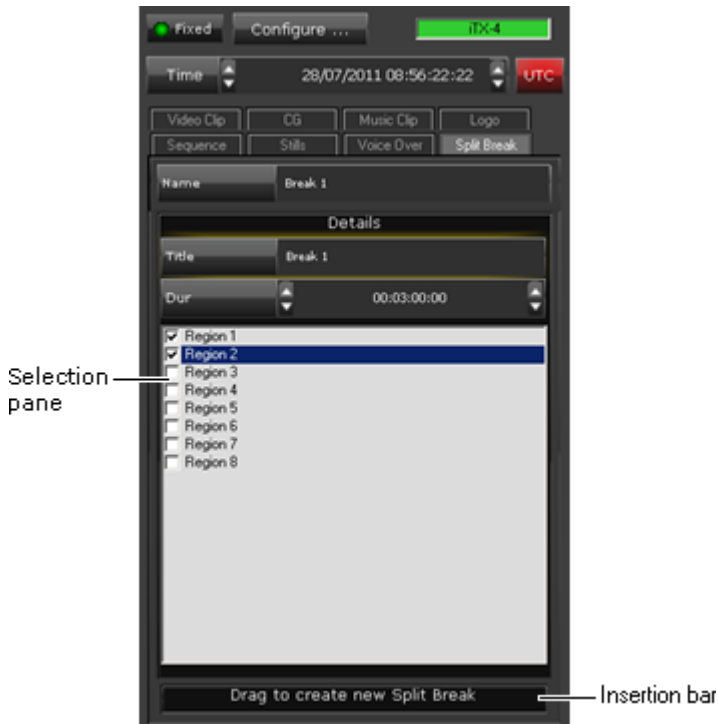 Fixed Configure ... iTX-4
Time 28/07/2011 08:56:22:22 UTC
Video Clip CG Music Clip Logo
Sequence Stills Voice Over Split Break
Name Break 1
Details
Title Break 1
Dur 00:03:00:00
Region 1
Region 2
Region 3
Region 4
Region 5
Region 6
Region 7
Region 8
Selection
pane
Drag to create new Split Break
Insertion bar